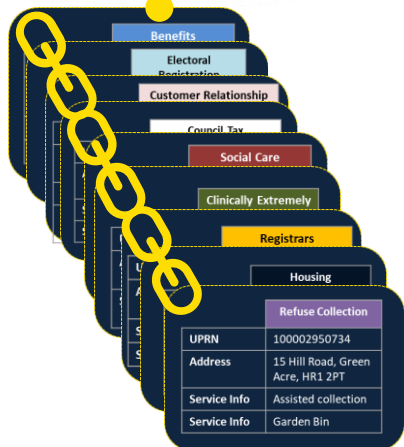 Benefits
Electoral
Registration
Customer Relationship
Council Tax
Social Care
Clinically Extremely
Registrars
Housing
Refuse Collection
UPRN 100002950734
Address 15 Hill Road, Green
Acre, HR1 2PT
Service Info Assisted collection
Service Info Garden Bin